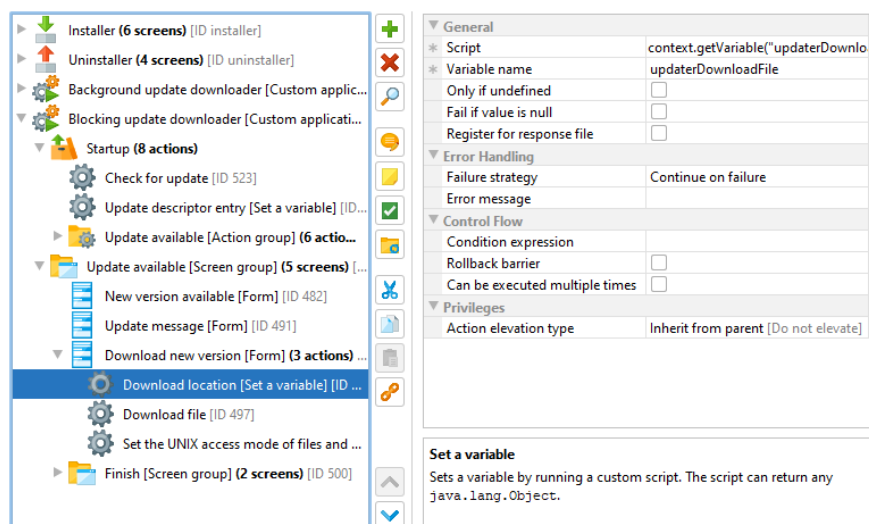 Installer (6 screens) [ID installer]
Uninstaller (4 screens) [ID uninstaller]
Background update downloader [Custom applic...
Blocking update downloader [Custom applicati...
Startup (8 actions)
Check for update [ID 523]
Update descriptor entry [Set a variable] [ID...
Update available [Action group] (6 actio...
Update available [Screen group] (5 screens) [...
New version available [Form] [ID 482]
Update message [Form] [ID 491]
Download new version [Form] (3 actions) ...
Download location [Set a variable] [ID ...
Download file [ID 497]
Set the UNIX access mode of files and ...
Finish [Screen group] (2 screens) [ID 500]
General
Script context.getVariable("updaterDownlo
Variable name updaterDownloadFile
Only if undefined
Fail if value is null
Register for response file
Error Handling
Failure strategy Continue on failure
Error message
Control Flow
Condition expression
Rollback barrier
Can be executed multiple times
Privileges
Action elevation type Inherit from parent [Do not elevate]
Set a variable
Sets a variable by running a custom script. The script can return any
java.lang.Object.